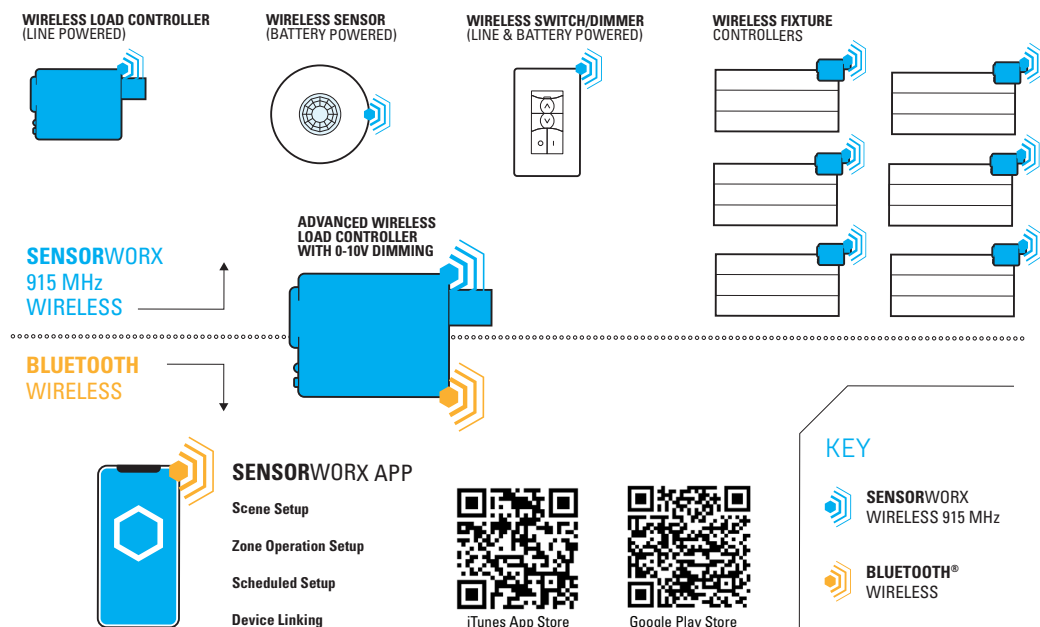 WIRELESS LOAD CONTROLLER
(LINE POWERED)
WIRELESS SENSOR
(BATTERY POWERED)
WIRELESS SWITCH/DIMMER
(LINE & BATTERY POWERED)
WIRELESS FIXTURE
CONTROLLERS
O I
ADVANCED WIRELESS
LOAD CONTROLLER
WITH 0-10V DIMMING
SENSORWORX
915 MHz
WIRELESS
BLUETOOTH
WIRELESS
SENSORWORX APP
Scene Setup
Zone Operation Setup
Scheduled Setup
Device Linking
iTunes App Store
Google Play Store
KEY
SENSORWORX
WIRELESS 915 MHz
BLUETOOTH®
WIRELESS